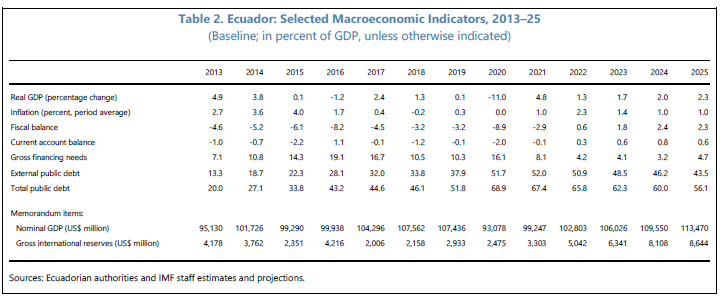 Table 2. Ecuador: Selected Macroeconomic Indicators, 2013–25
(Baseline; in percent of GDP, unless otherwise indicated)
2013 2014 2015 2016 2017 2018 2019 2020 2021 2022 2023 2024 2025
Real GDP (percentage change) 4.9 3.8 0.1 -1.2 2.4 1.3 0.1 -11.0 4.8 1.3 1.7 2.0 2.3
Inflation (percent, period average) 2.7 3.6 4.0 1.7 0.4 -0.2 0.3 0.0 1.0 2.3 1.4 1.0 1.0
Fiscal balance -4.6 -5.2 -6.1 -8.2 -4.5 -3.2 -3.2 -8.9 -2.9 0.6 1.8 2.4 2.3
Current account balance -1.0 -0.7 -2.2 1.1 -0.1 -1.2 -0.1 -2.0 -0.1 0.3 0.6 0.8 0.6
Gross financing needs 7.1 10.8 14.3 19.1 16.7 10.5 10.3 16.1 8.1 4.2 4.1 3.2 4.7
External public debt 13.3 18.7 22.3 28.1 32.0 33.8 37.9 51.7 52.0 50.9 48.5 46.2 43.5
Total public debt 20.0 27.1 33.8 43.2 44.6 46.1 51.8 68.9 67.4 65.8 62.3 60.0 56.1
Memorandum items:
Nominal GDP (US$ million) 95,130 101,726 99,290 99,938 104,296 107,562 107,436 93,078 99,247 102,803 106,026 109,550 113,470
Gross international reserves (US$ million) 4,178 3,762 2,351 4,216 2,006 2,158 2,933 2,475 3,303 5,042 6,341 8,108 8,644
Sources: Ecuadorian authorities and IMF staff estimates and projections.